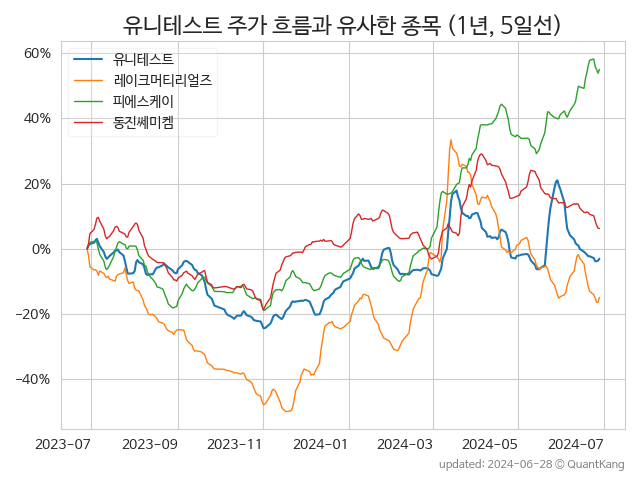 유니테스트 주가 흐름과 유사한 종목 (1년, 5일선)
유니테스트
레이크머티리얼즈
피에스케이
동진쎄미켐
60%
40%
20%
0%
−20%
−40%
2023-07 2023-09 2023-11 2024-01 2024-03 2024-05 2024-07
updated: 2024-06-28 © QuantKang